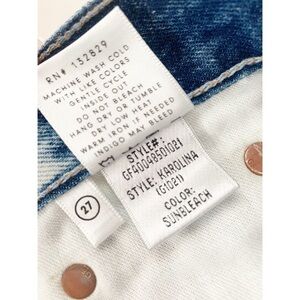 RN# 132829
MACHINE WASH COLD
WITH LIKE COLORS
GENTLE CYCLE
INSIDE OUT
DO NOT BLEACH
HANG DRY OR TUMBLE
DRY LOW HEAT
WARM IRON IF NEEDED
INDIGO MAY BLEED
STYLE#:
GF40048501021
STYLE: KAROLINA
(G1021)
COLOR:
SUNBLEACH
27